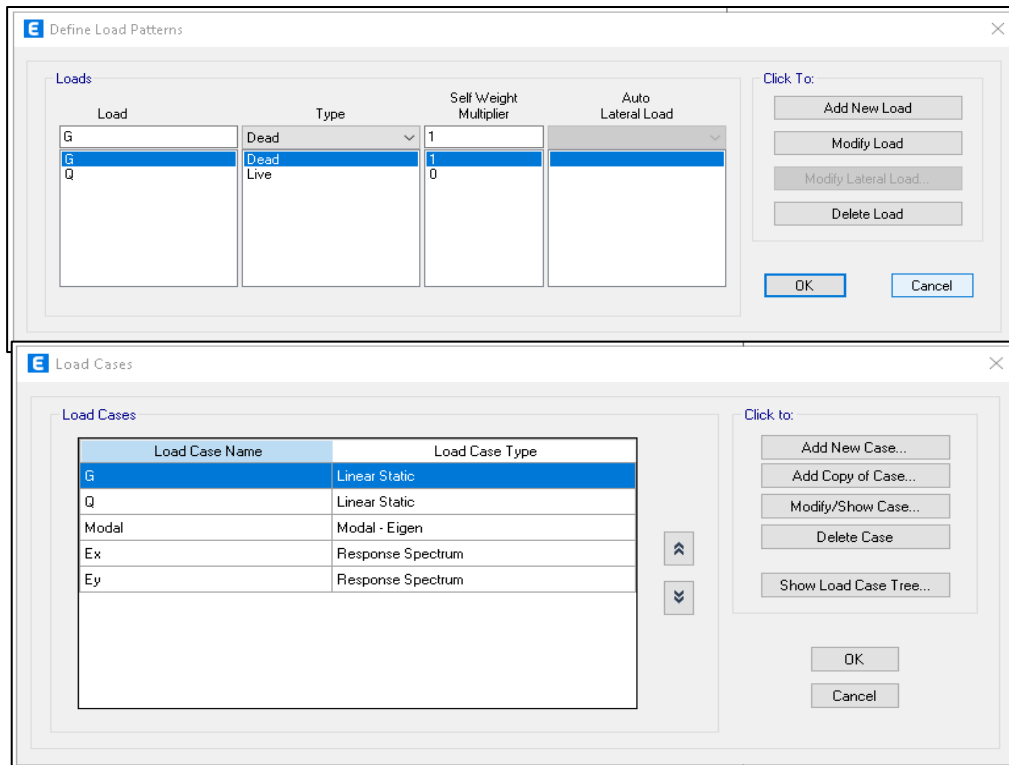 E Define Load Patterns
Loads
Click To:
Load Type Self Weight Multiplier Auto Lateral Load
G Dead 1
G Dead 1
Q Live 0
Add New Load
Modify Load
Modify Lateral Load...
Delete Load
OK Cancel
E Load Cases
Load Cases
Click to:
Load Case Name Load Case Type
G Linear Static
Q Linear Static
Modal Modal - Eigen
Ex Response Spectrum
Ey Response Spectrum
Add New Case...
Add Copy of Case...
Modify/Show Case...
Delete Case
Show Load Case Tree...
OK
Cancel